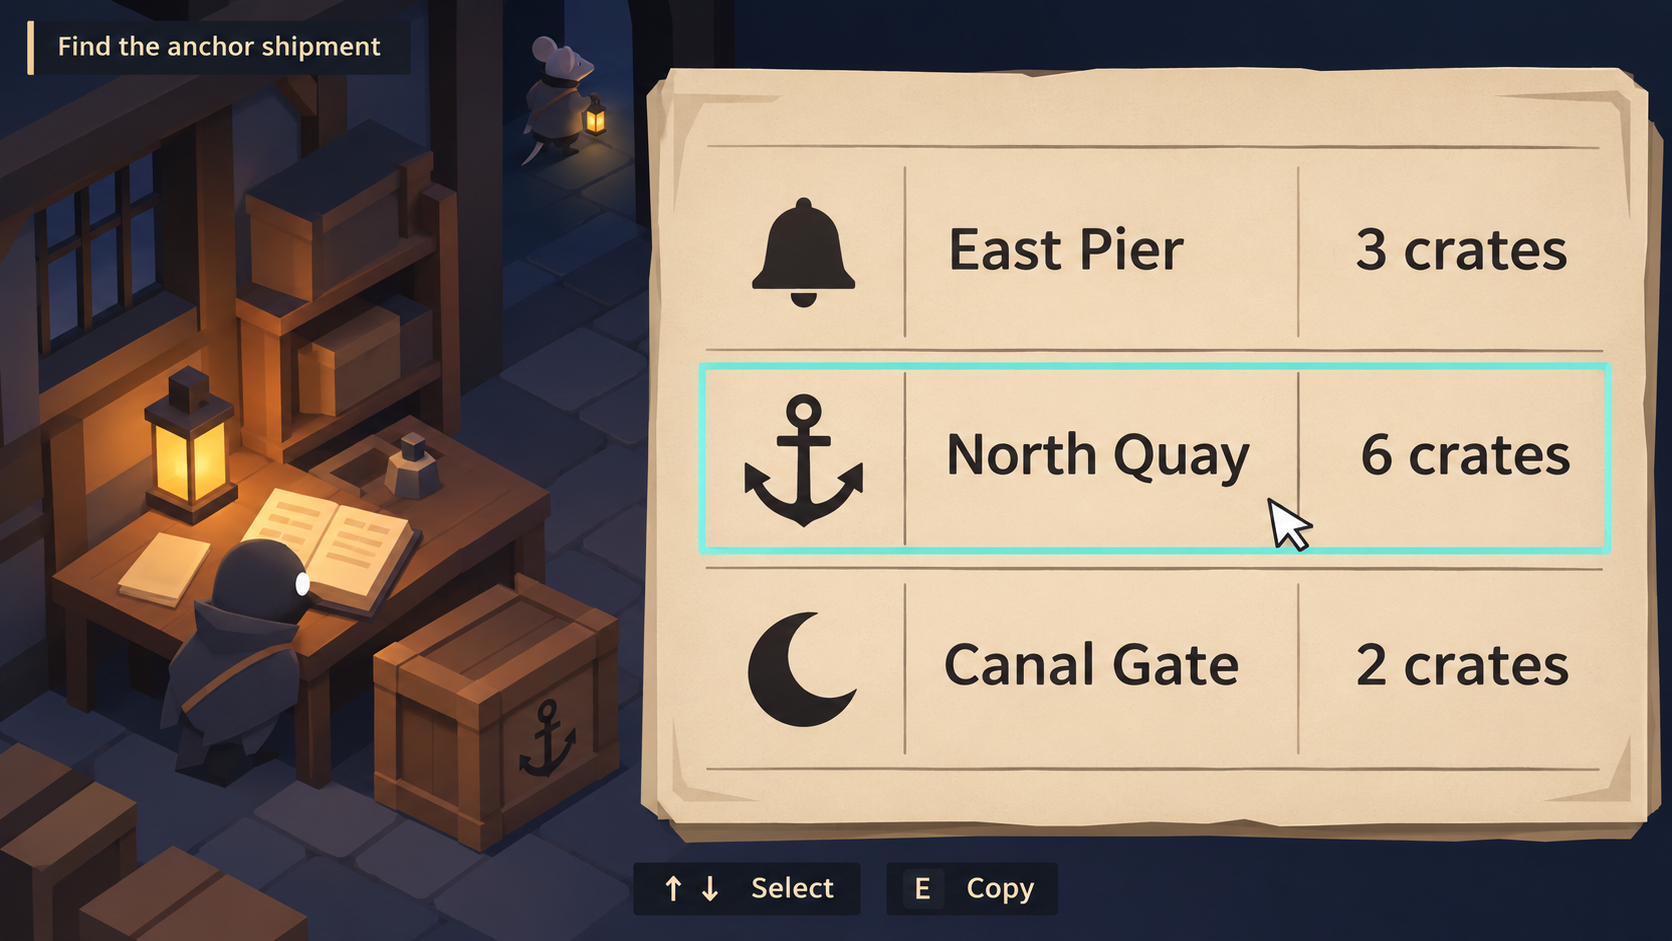 Find the anchor shipment
East Pier 3 crates
North Quay 6 crates
Canal Gate 2 crates
↑ ↓ Select E Copy